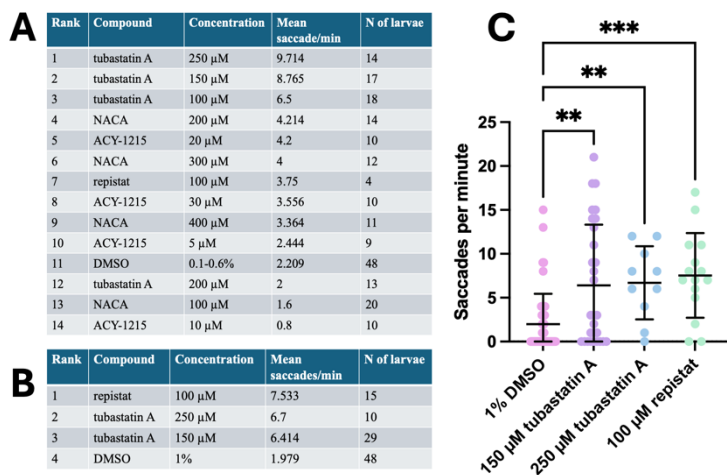 A
Rank Compound Concentration Mean saccade/min N of larvae
1 tubastatin A 250 µM 9.714 14
2 tubastatin A 150 µM 8.765 17
3 tubastatin A 100 µM 6.5 18
4 NACA 200 µM 4.214 14
5 ACY-1215 20 µM 4.2 10
6 NACA 300 µM 4 12
7 repistat 100 µM 3.75 4
8 ACY-1215 30 µM 3.556 10
9 NACA 400 µM 3.364 11
10 ACY-1215 5 µM 2.444 9
11 DMSO 0.1-0.6% 2.209 48
12 tubastatin A 200 µM 2 13
13 NACA 100 µM 1.6 20
14 ACY-1215 10 µM 0.8 10
B
Rank Compound Concentration Mean saccades/min N of larvae
1 repistat 100 µM 7.533 15
2 tubastatin A 250 µM 6.7 10
3 tubastatin A 150 µM 6.414 29
4 DMSO 1% 1.979 48
C
***
**
**
Saccades per minute
25
20
15
10
5
0
1% DMSO
150 µM tubastatin A
250 µM tubastatin A
100 µM repistat